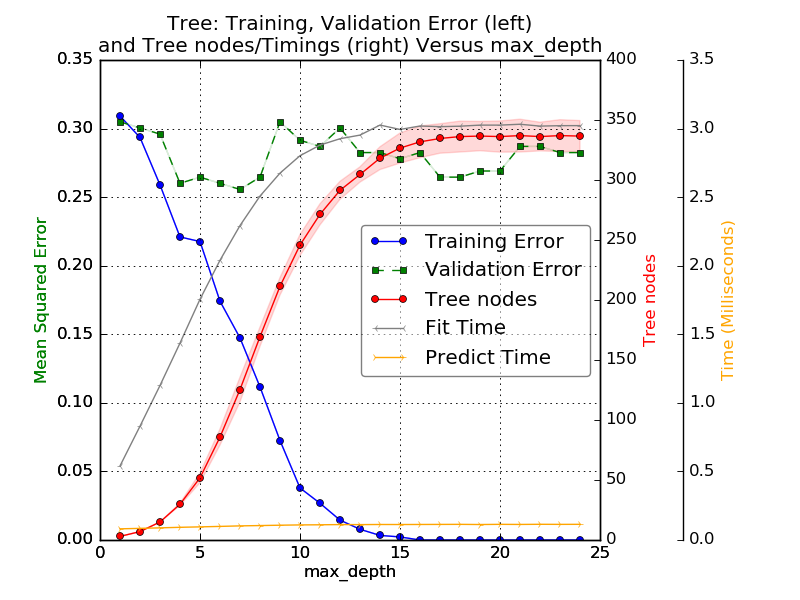 Tree: Training, Validation Error (left)
and Tree nodes/Timings (right) Versus max_depth
0.35
0.30
0.25
0.20
0.15
0.10
0.05
0.00
Mean Squared Error
0
5
10
15
20
25
max_depth
Training Error
Validation Error
Tree nodes
Fit Time
Predict Time
400
350
300
250
200
150
100
50
0
Tree nodes
3.5
3.0
2.5
2.0
1.5
1.0
0.5
0.0
Time (Milliseconds)